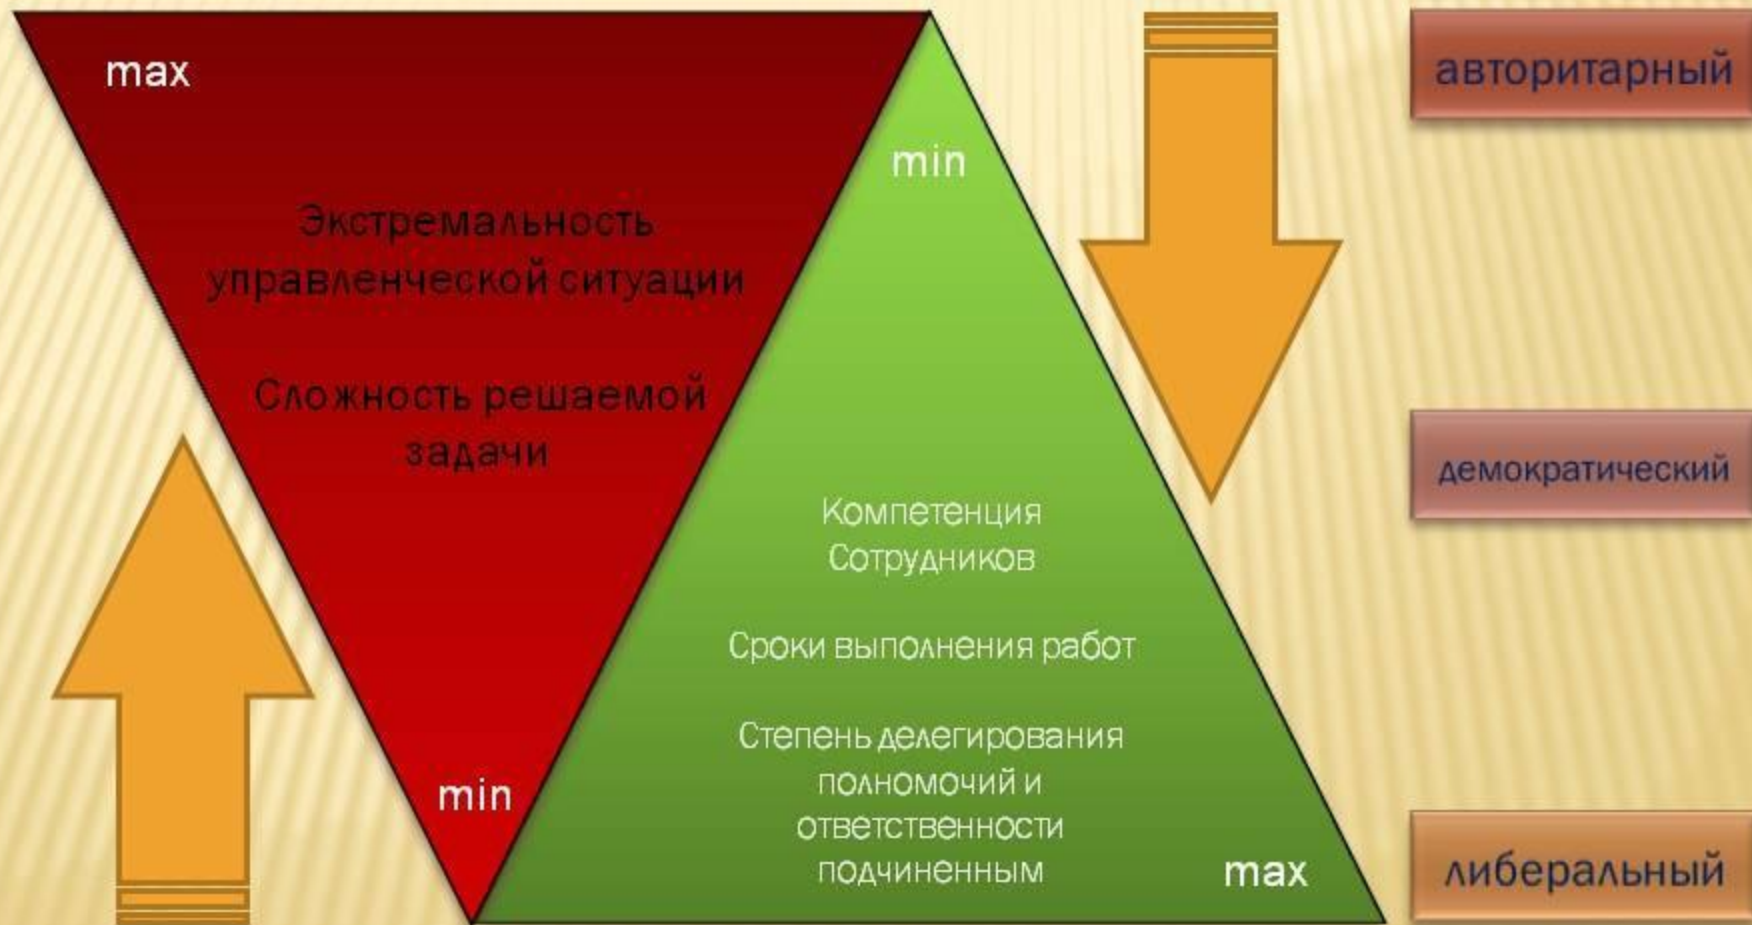 max
Экстремальность
управленческой ситуации
Сложность решаемой
задачи
min
min
Компетенция
Сотрудников
Сроки выполнения работ
Степень делегирования
полномочий и
ответственности
подчиненным
max
авторитарный
демократический
либеральный